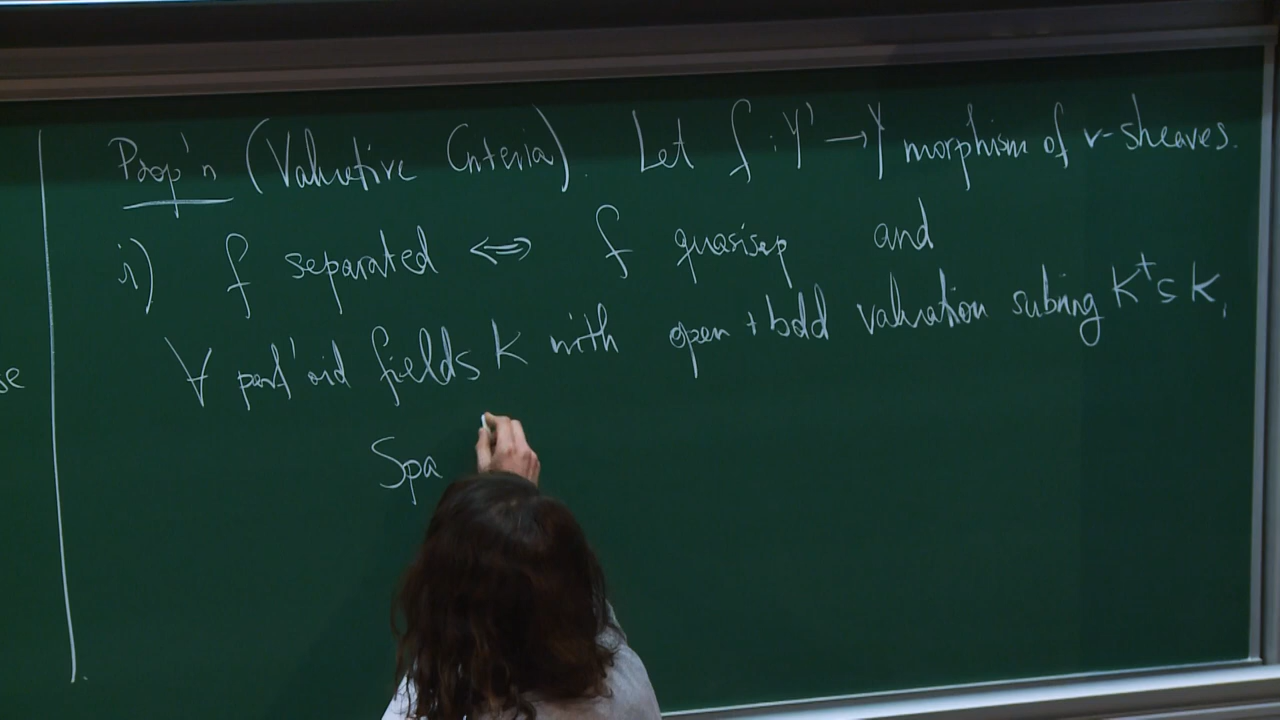 Prop'n (Valuative Criteria). Let f : Y' → Y morphism of v-sheaves.
i) f separated ⇔ f quasisep and
∀ perf'oid fields K with open + bdd valuation subring K⁺ ⊆ K,
Spa
se